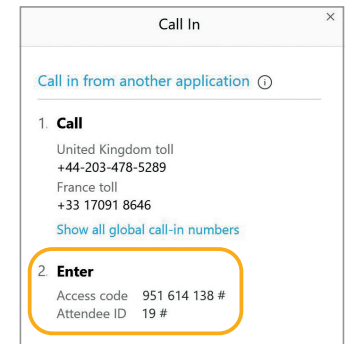 Call In
Call in from another application
1. Call
United Kingdom toll
+44-203-478-5289
France toll
+33 17091 8646
Show all global call-in numbers
2. Enter
Access code 951 614 138 #
Attendee ID 19 #